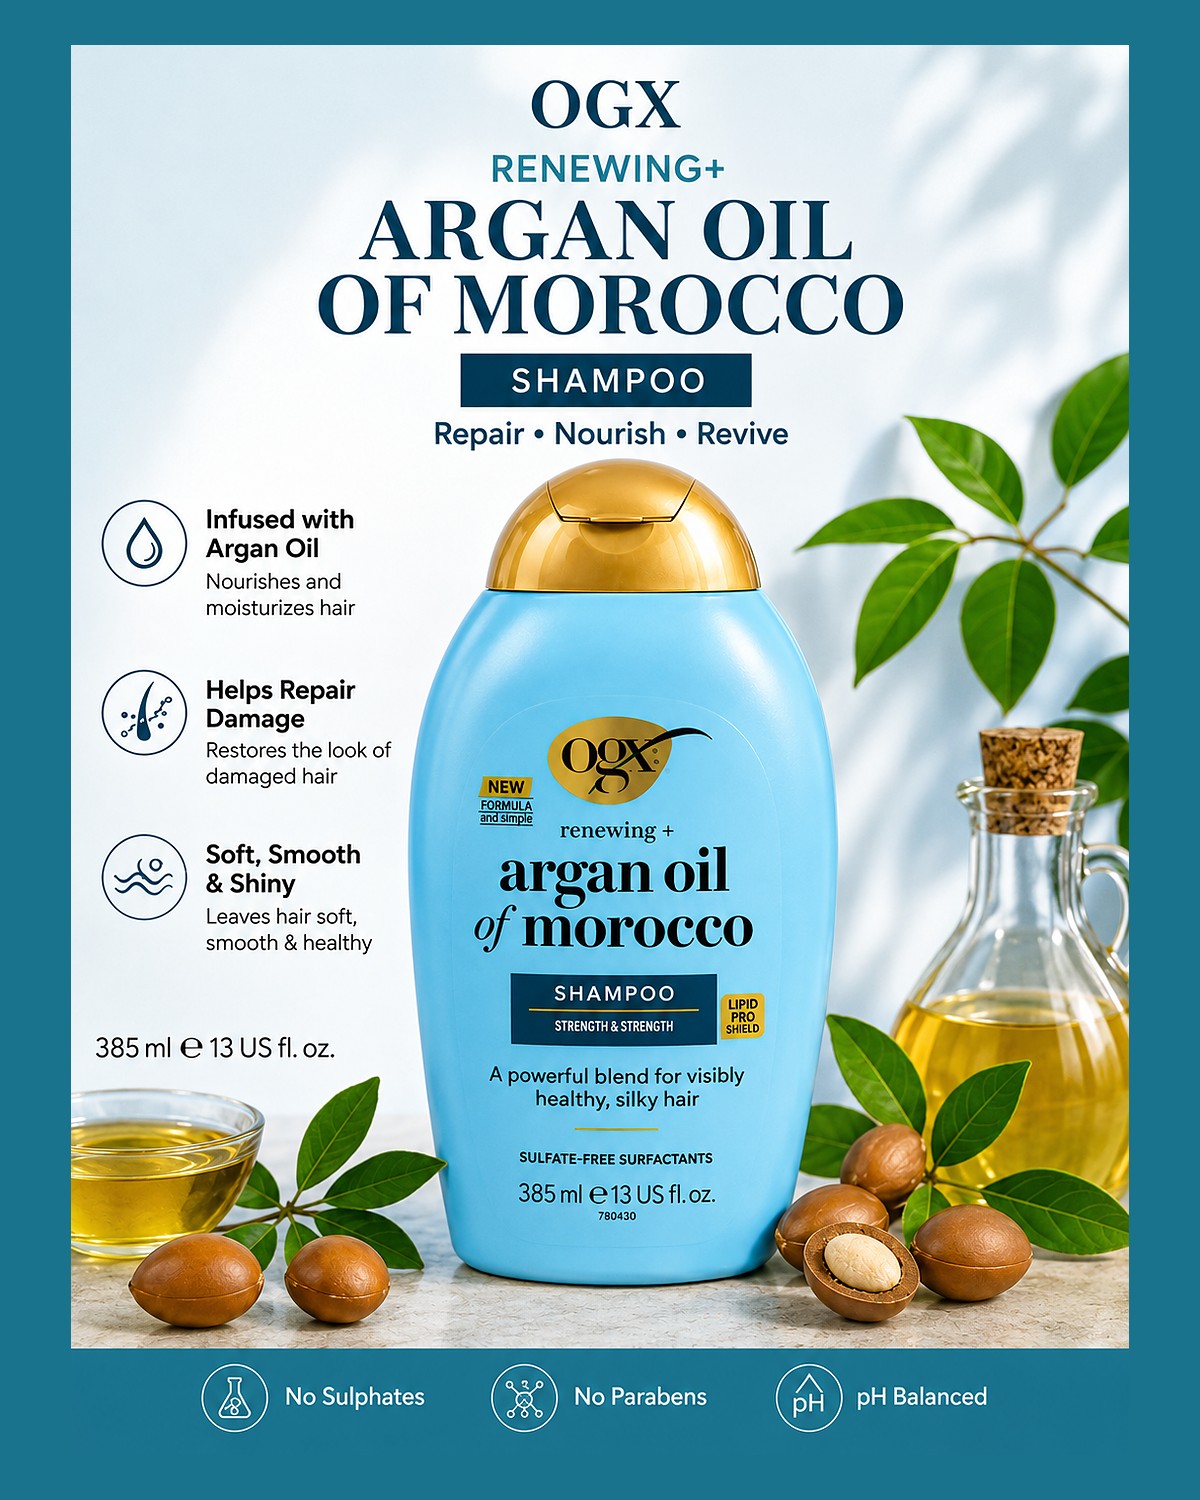 OGX
RENEWING+
ARGAN OIL
OF MOROCCO
SHAMPOO
Repair • Nourish • Revive
Infused with
Argan Oil
Nourishes and
moisturizes hair
Helps Repair
Damage
Restores the look of
damaged hair
Soft, Smooth
& Shiny
Leaves hair soft,
smooth & healthy
385 ml ℮ 13 US fl. oz.
ogx
NEW
FORMULA
and simple
renewing +
argan oil
of morocco
SHAMPOO
STRENGTH & STRENGTH
LIPID
PRO
SHIELD
A powerful blend for visibly
healthy, silky hair
SULFATE-FREE SURFACTANTS
385 ml ℮ 13 US fl. oz.
780430
No Sulphates
No Parabens
pH
pH Balanced